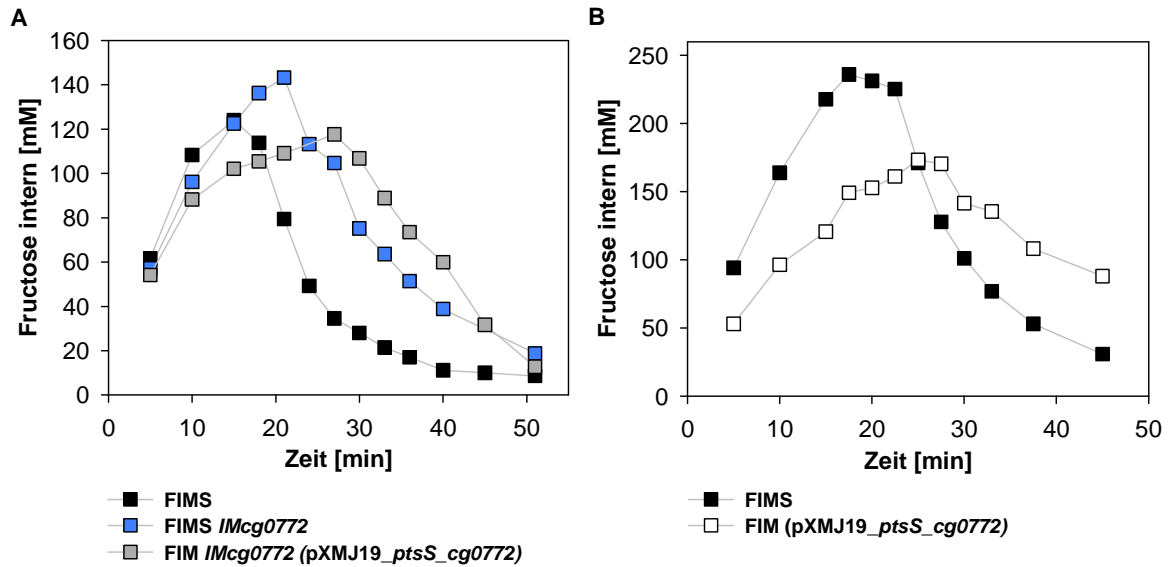 A
Fructose intern [mM]
160
140
120
100
80
60
40
20
0
0 10 20 30 40 50
Zeit [min]
FIMS
FIMS IMcg0772
FIM IMcg0772 (pXMJ19_ptsS_cg0772)
B
Fructose intern [mM]
250
200
150
100
50
0
0 10 20 30 40 50
Zeit [min]
FIMS
FIM (pXMJ19_ptsS_cg0772)